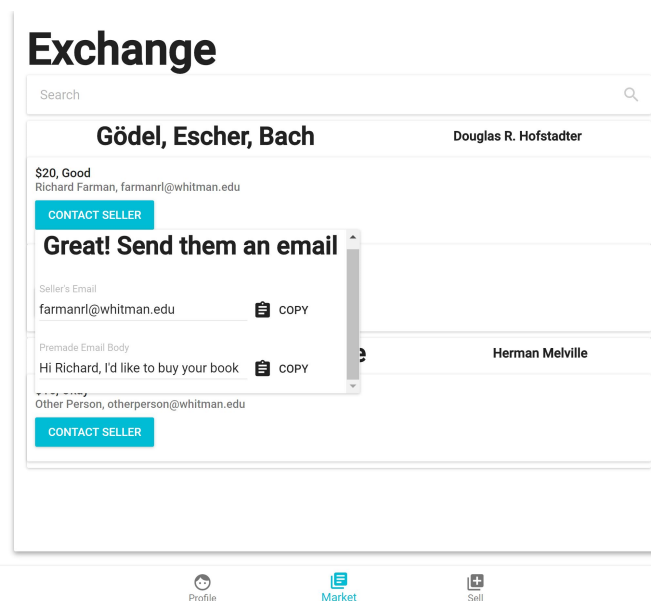 Exchange
Search
Gödel, Escher, Bach
Douglas R. Hofstadter
$20, Good
Richard Farman, farmanrl@whitman.edu
CONTACT SELLER
Great! Send them an email
Seller's Email
farmanrl@whitman.edu
COPY
Premade Email Body
Hi Richard, I'd like to buy your book
COPY
Herman Melville
Other Person, otherperson@whitman.edu
CONTACT SELLER
Profile
Market
Sell